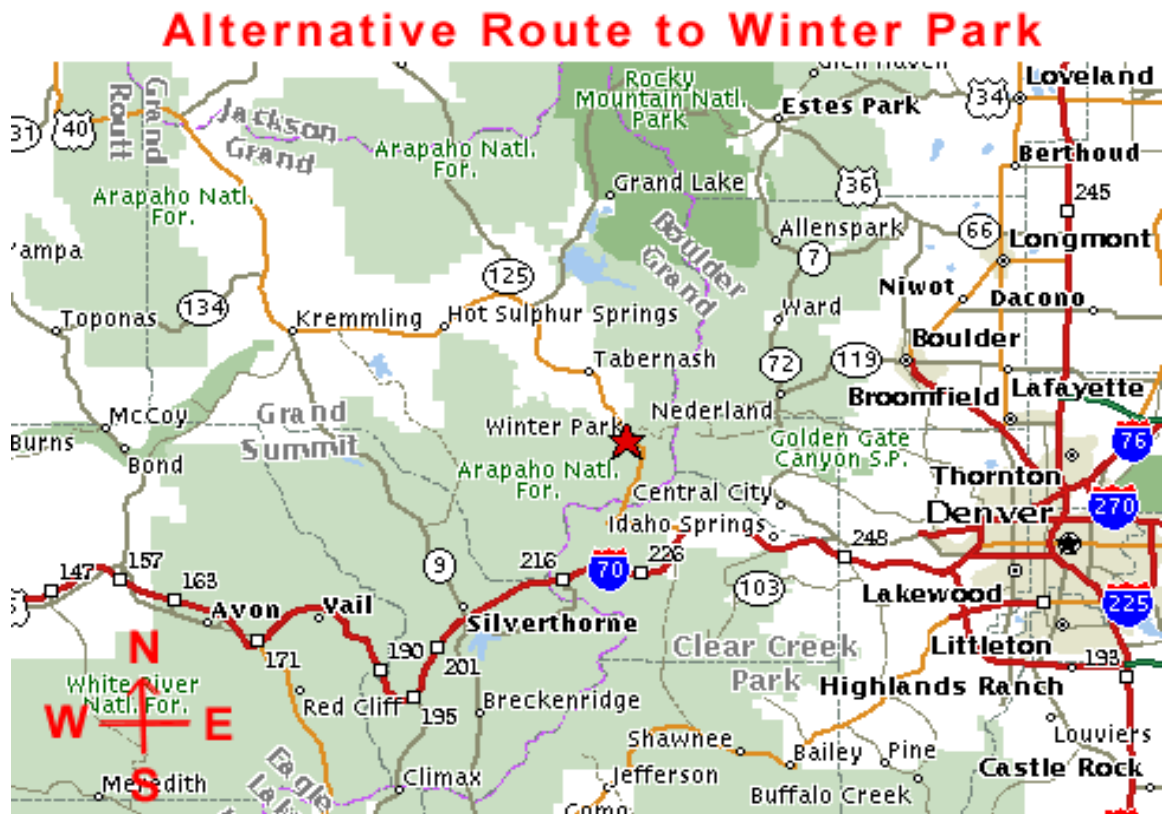 Alternative Route to Winter Park
Rocky
Mountain Natl.
Park
Glen Haven
Estes Park
34
Loveland
31
40
Grand
Routt
Jackson
Grand
Arapaho Natl.
For.
Berthoud
36
245
Arapaho Natl.
For.
Grand Lake
Allenspark
66
Longmont
Boulder
Grand
7
125
134
Niwot
Dacono
Toponas
Kremmling
Hot Sulphur Springs
Ward
Boulder
Tabernash
72
119
Broomfield
Lafayette
McCoy
Burns
Bond
Grand
Summit
Winter Park
Nederland
Golden Gate
Canyon S.P.
76
Arapaho Natl.
For.
Thornton
Central City
Denver
270
Idaho Springs
248
9
216
70
226
103
147
157
163
Avon
Vail
Silverthorne
Lakewood
225
Littleton
193
171
190
201
195
Clear Creek
Park
N
W
E
S
White River
Natl. For.
Red Cliff
Breckenridge
Highlands Ranch
Louviers
Shawnee
Bailey
Pine
Castle Rock
Meredith
Eagle
Climax
Jefferson
Buffalo Creek
Como